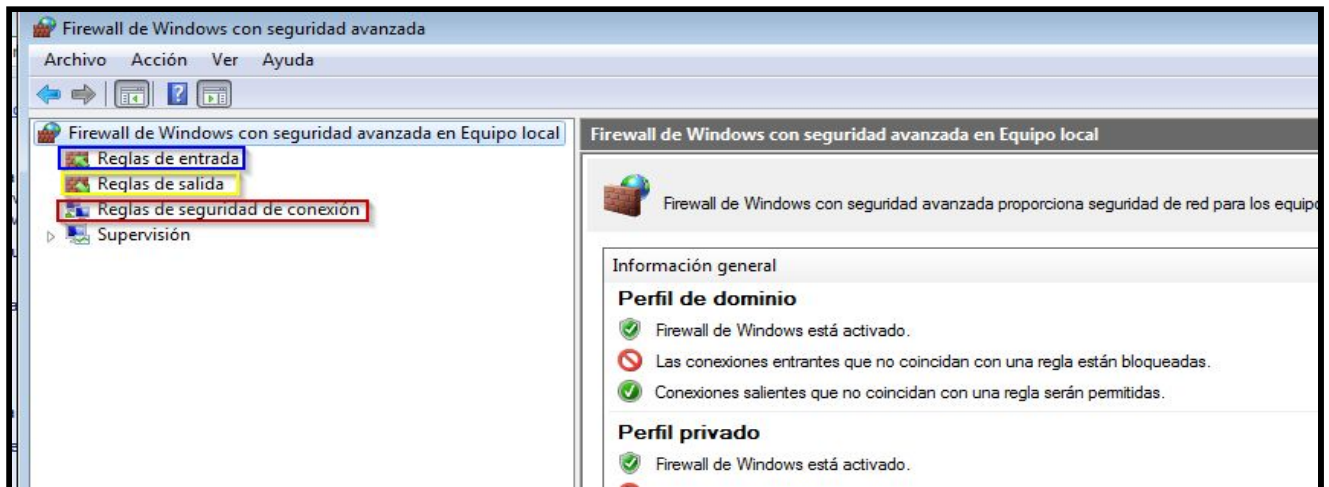 Firewall de Windows con seguridad avanzada
Archivo Acción Ver Ayuda
Firewall de Windows con seguridad avanzada en Equipo local
Reglas de entrada
Reglas de salida
Reglas de seguridad de conexión
Supervisión
Firewall de Windows con seguridad avanzada en Equipo local
Firewall de Windows con seguridad avanzada proporciona seguridad de red para los
Información general
Perfil de dominio
Firewall de Windows está activado.
Las conexiones entrantes que no coincidan con una regla están bloqueadas.
Conexiones salientes que no coincidan con una regla serán permitidas.
Perfil privado
Firewall de Windows está activado.